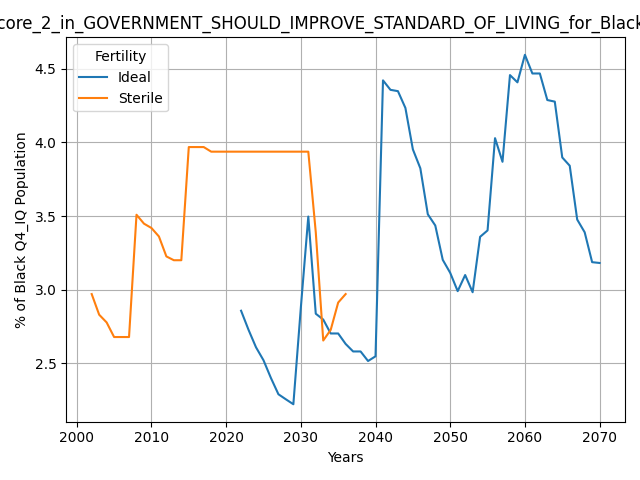 core_2_in_GOVERNMENT_SHOULD_IMPROVE_STANDARD_OF_LIVING_for_Black
Fertility
Ideal
Sterile
% of Black Q4_IQ Population
4.5
4.0
3.5
3.0
2.5
2000 2010 2020 2030 2040 2050 2060 2070
Years